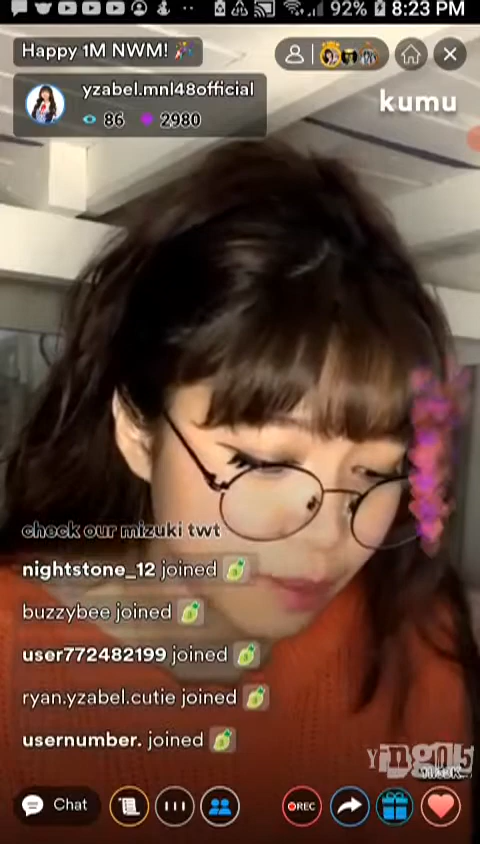 92% 8:23 PM
Happy 1M NWM!
yzabel.mnl48official
86 2980
kumu
check our mizuki twt
nightstone_12 joined
buzzybee joined
user772482199 joined
ryan.yzabel.cutie joined
usernumber. joined
Yingo15
Chat
REC